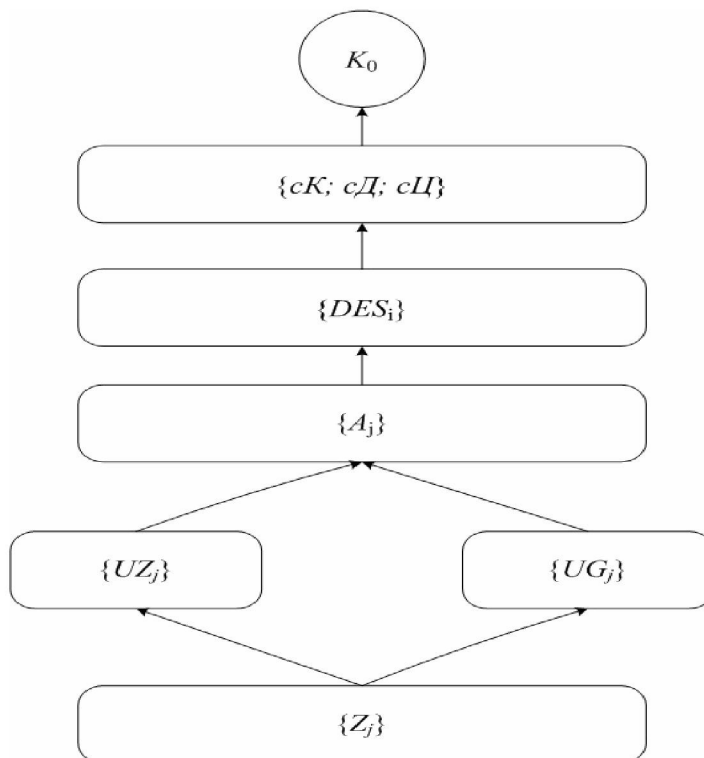 K₀
{сК; сД; сЦ}
{DESᵢ}
{Aⱼ}
{UZⱼ} {UGⱼ}
{Zⱼ}